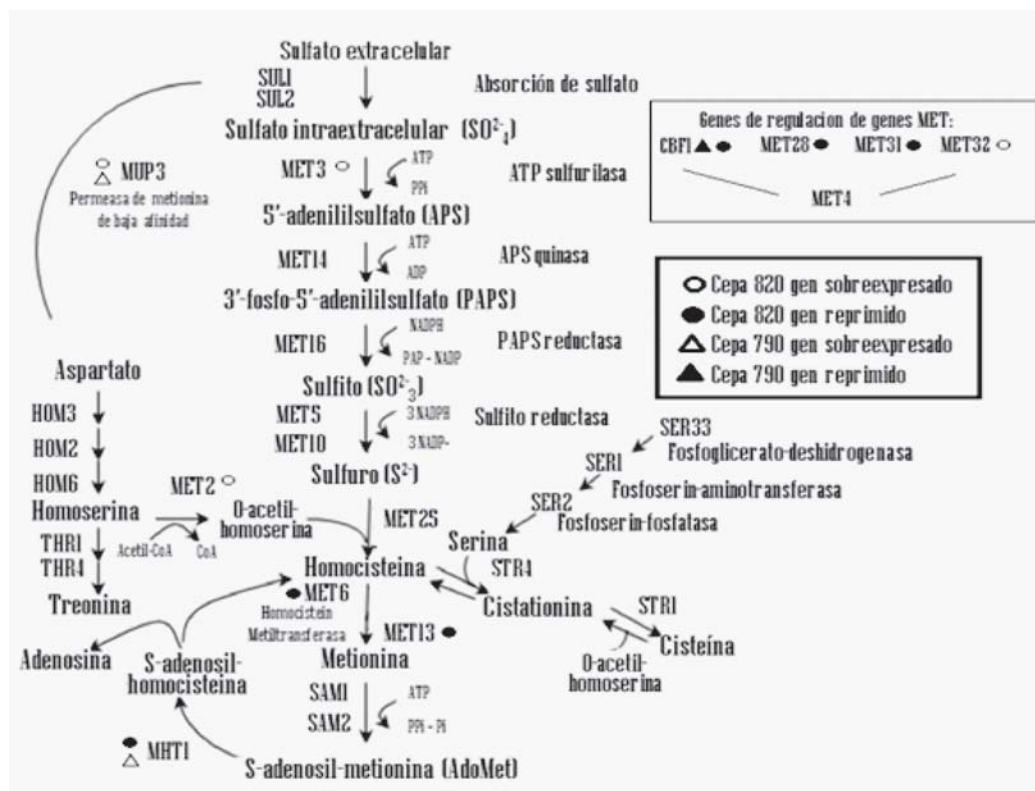 Sulfato extracelular
SUL1
SUL2
Absorción de sulfato
Sulfato intraextracelular (SO²⁻₄)
Genes de regulacion de genes MET:
CBF1 MET28 MET31 MET32
MET4
MUP3
Permeasa de metionina
de baja afinidad
MET3
ATP
PPi
ATP sulfurilasa
5'-adenililsulfato (APS)
MET14
ATP
ADP
APS quinasa
3'-fosfo-5'-adenililsulfato (PAPS)
Cepa 820 gen sobreexpresado
Cepa 820 gen reprimido
Cepa 790 gen sobreexpresado
Cepa 790 gen reprimido
MET16
NADPH
PAP - NADP
PAPS reductasa
Aspartato
Sulfito (SO²⁻₃)
HOM3
HOM2
HOM6
MET5
MET10
3 NADPH
3 NADP-
Sulfito reductasa
SER33
Fosfoglicerato-deshidrogenasa
SER1
Fosfoserin-aminotransferasa
SER2
Fosfoserin-fosfatasa
Sulfuro (S²⁻)
MET2
Homoserina
O-acetil-
homoserina
Acetil-CoA
CoA
MET25
Serina
THR1
THR4
Treonina
Homocisteina
STR4
MET6
Homocistein
Metiltransferasa
MET13
Cistationina
STR1
Cisteína
O-acetil-
homoserina
Adenosina
S-adenosil-
homocisteina
Metionina
SAM1
SAM2
ATP
PPi - Pi
MHT1
S-adenosil-metionina (AdoMet)